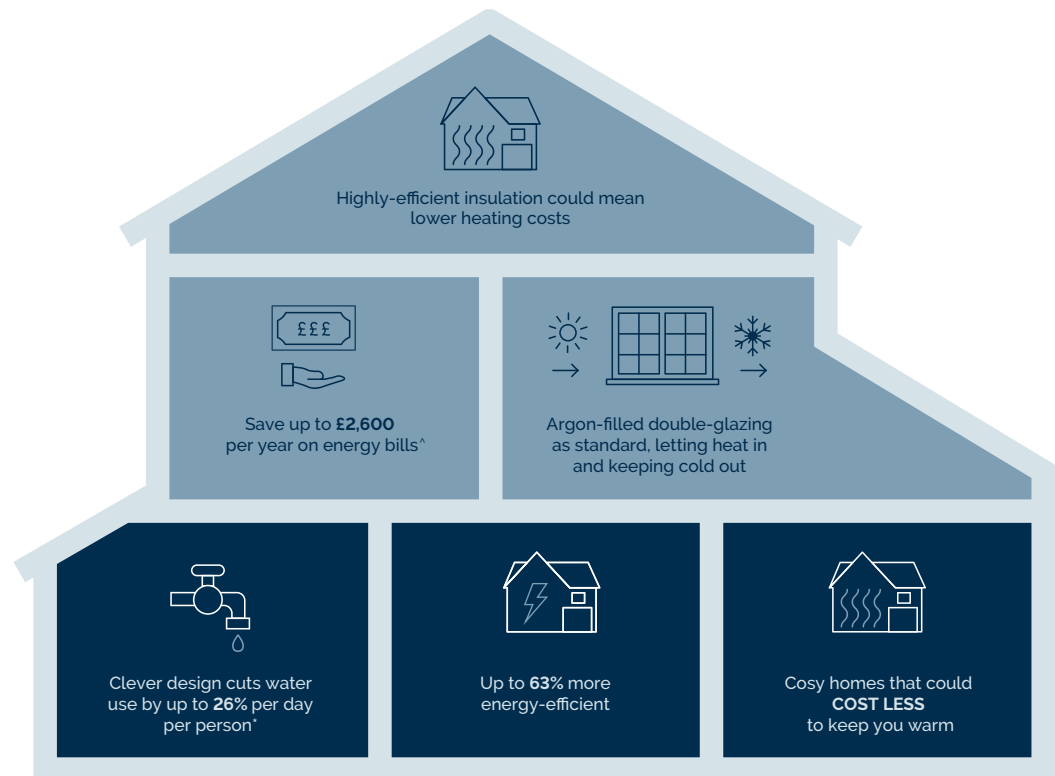 Highly-efficient insulation could mean
lower heating costs
£££
Save up to £2,600
per year on energy bills^
Argon-filled double-glazing
as standard, letting heat in
and keeping cold out
Clever design cuts water
use by up to 26% per day
per person*
Up to 63% more
energy-efficient
Cosy homes that could
COST LESS
to keep you warm